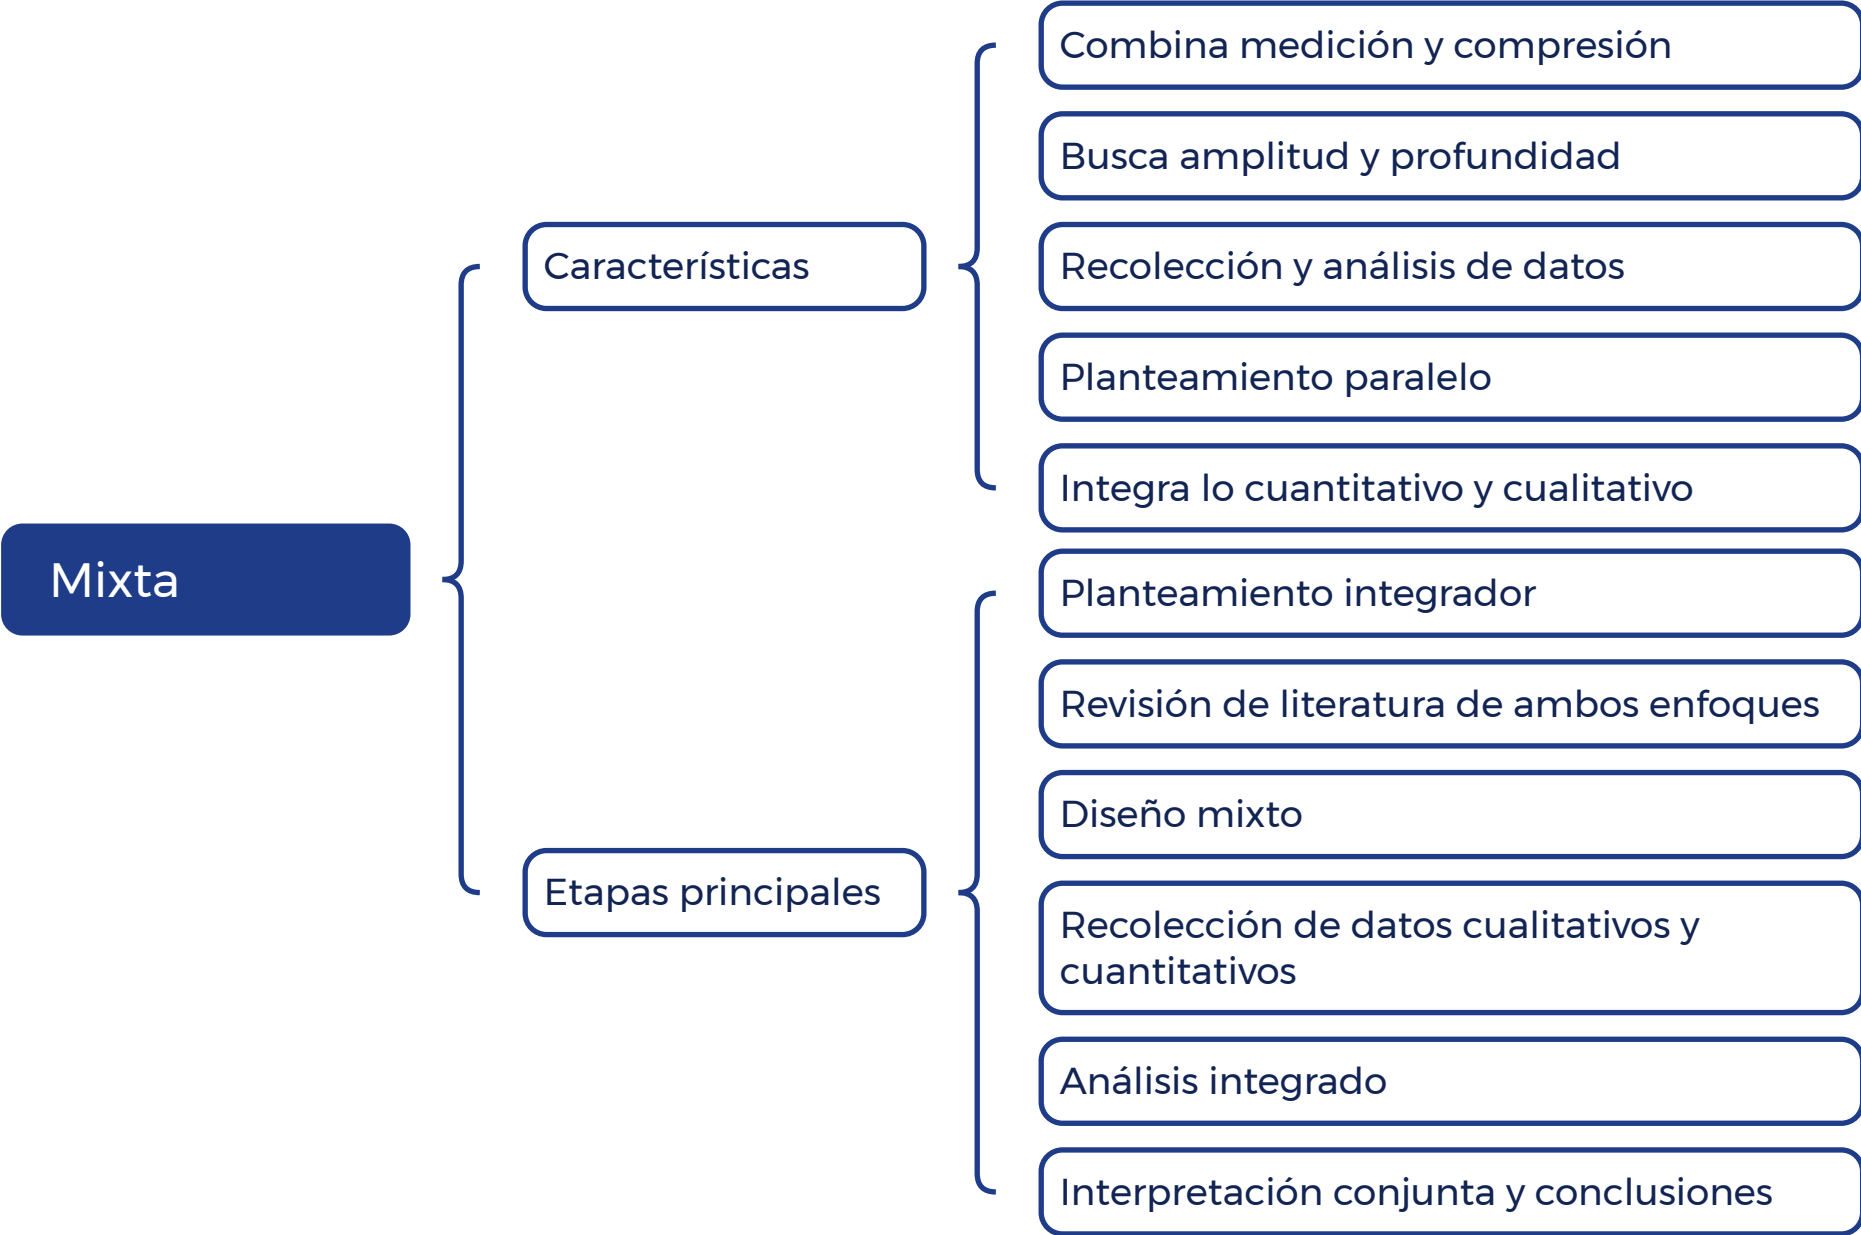 Mixta
Características
Combina medición y compresión
Busca amplitud y profundidad
Recolección y análisis de datos
Planteamiento paralelo
Integra lo cuantitativo y cualitativo
Etapas principales
Planteamiento integrador
Revisión de literatura de ambos enfoques
Diseño mixto
Recolección de datos cualitativos y
cuantitativos
Análisis integrado
Interpretación conjunta y conclusiones